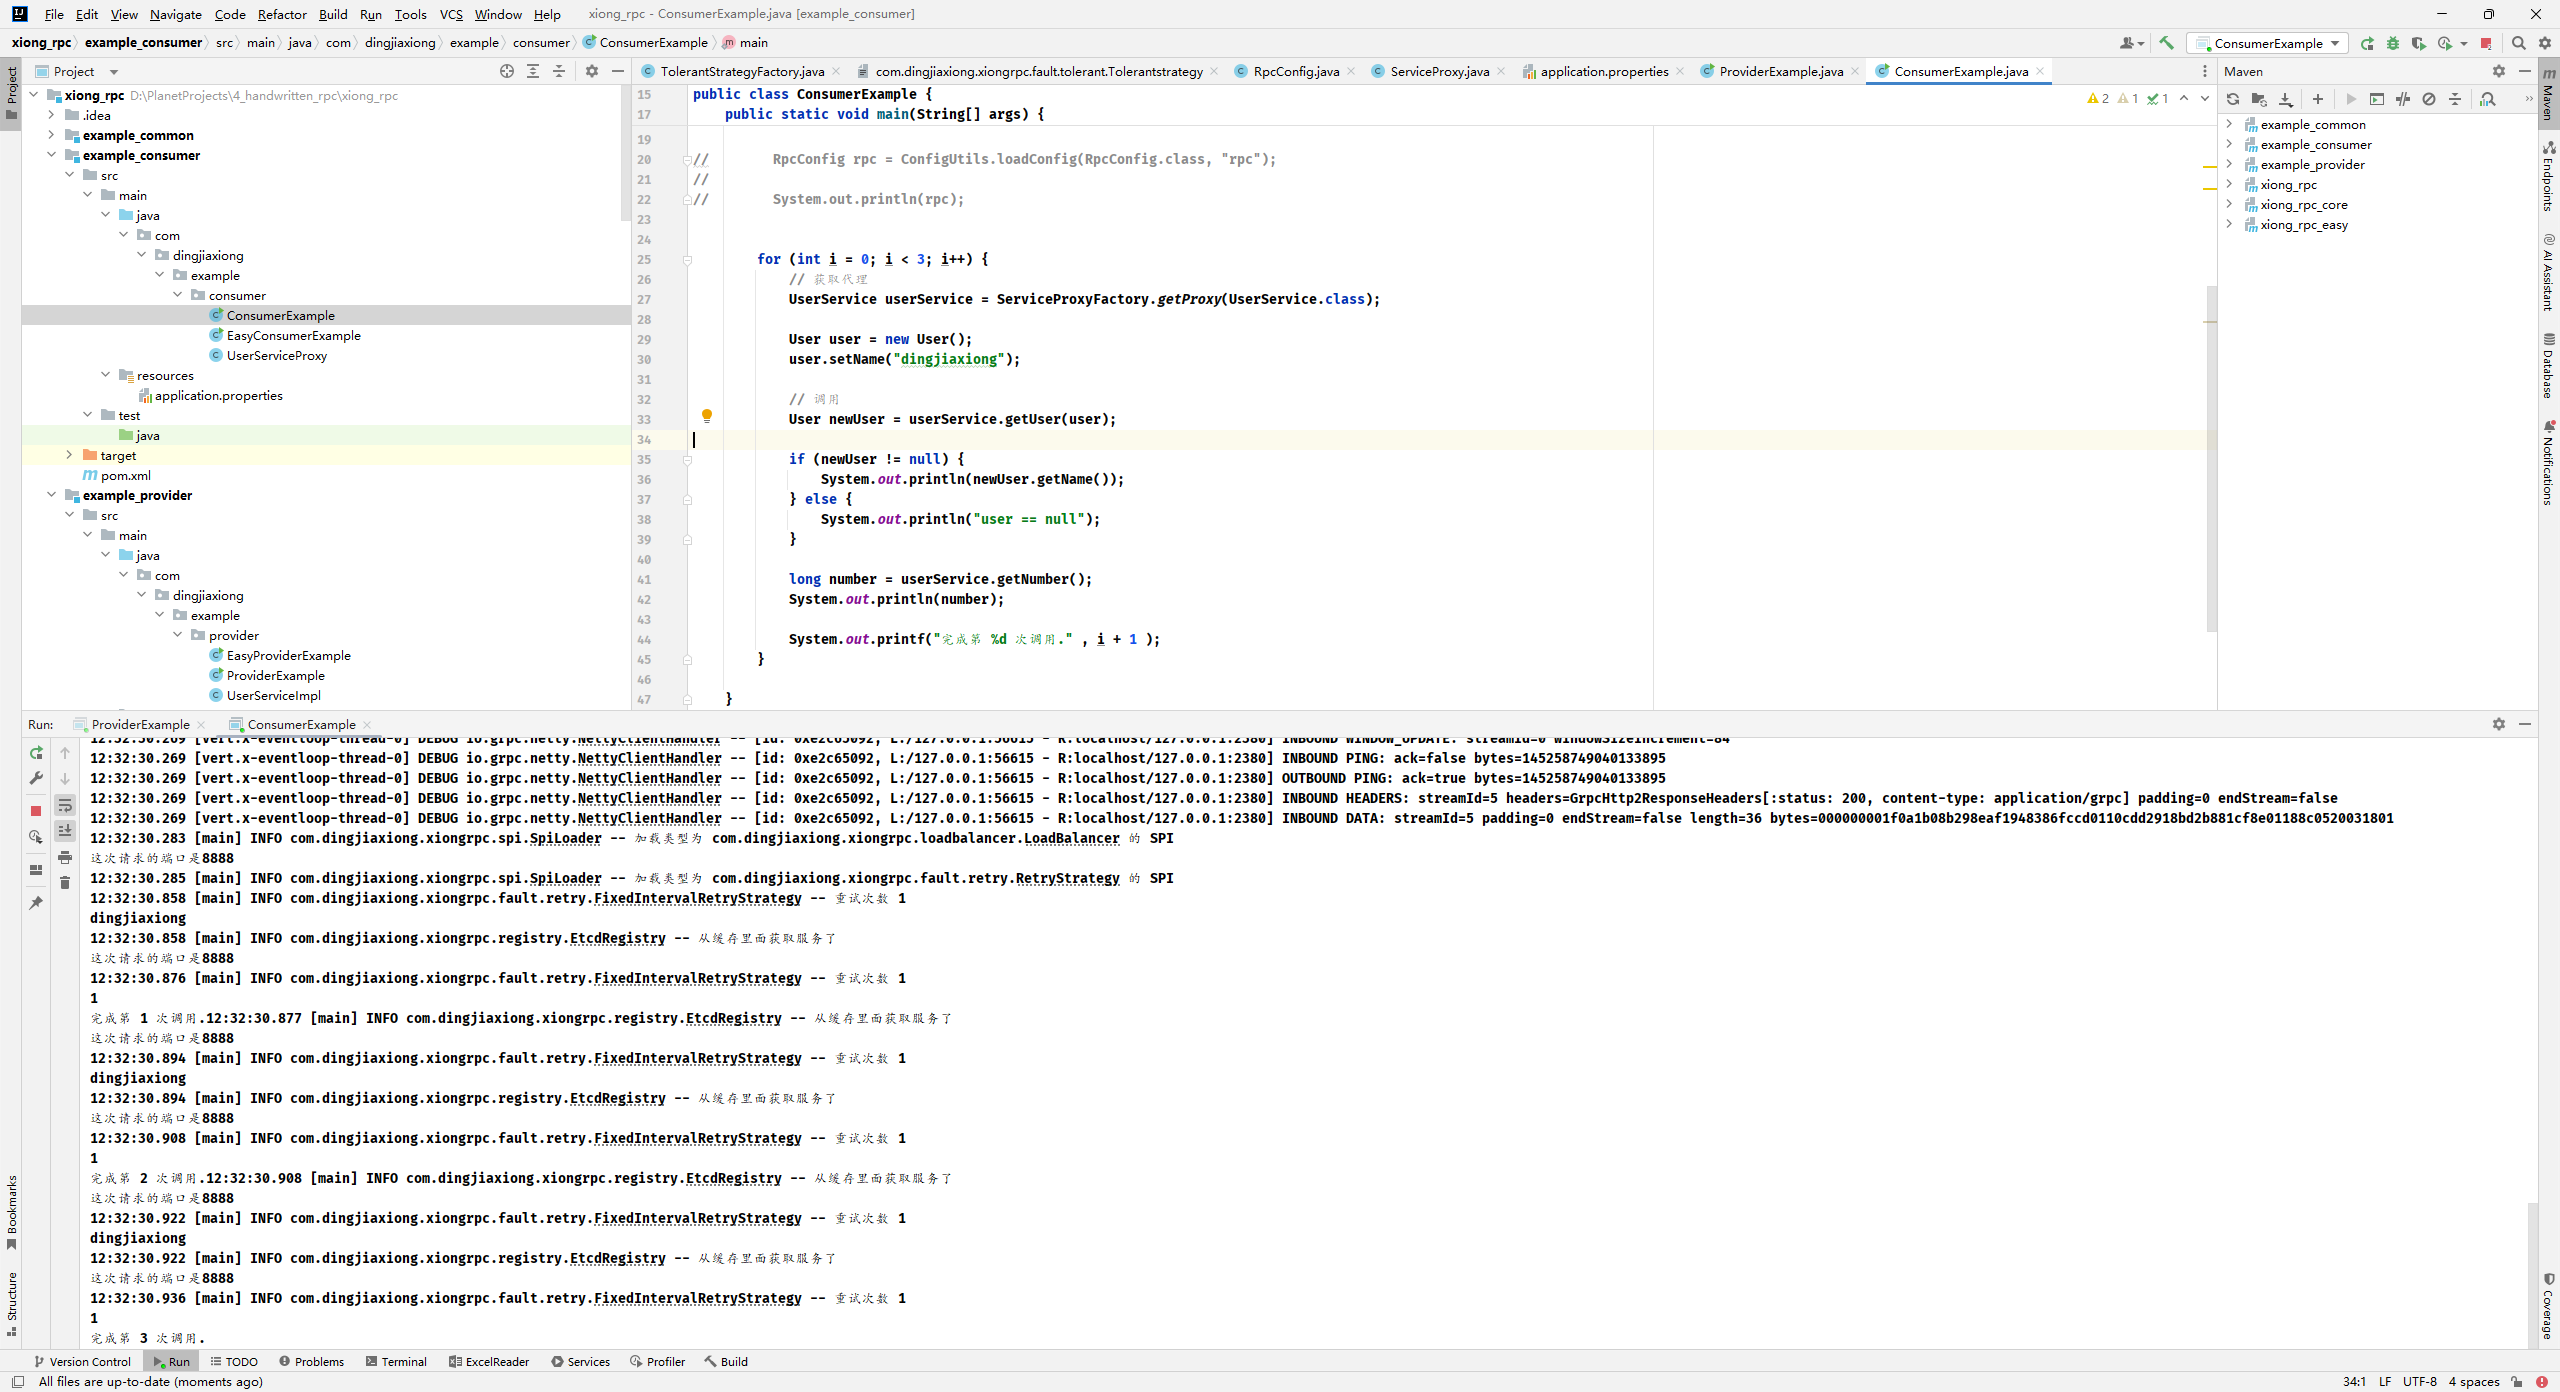 File Edit View Navigate Code Refactor Build Run Tools VCS Window Help xiong_rpc - ConsumerExample.java [example_consumer]
xiong_rpc example_consumer src main java com dingjiaxiong example consumer ConsumerExample main
ConsumerExample
Project
TolerantStrategyFactory.java com.dingjiaxiong.xiongrpc.fault.tolerant.Tolerantstrategy RpcConfig.java ServiceProxy.java application.properties ProviderExample.java ConsumerExample.java
Maven
Project
xiong_rpc D:\PlanetProjects\4_handwritten_rpc\xiong_rpc
.idea
example_common
example_consumer
src
main
java
com
dingjiaxiong
example
consumer
ConsumerExample
EasyConsumerExample
UserServiceProxy
resources
application.properties
test
java
target
pom.xml
example_provider
src
main
java
com
dingjiaxiong
example
provider
EasyProviderExample
ProviderExample
UserServiceImpl
15 public class ConsumerExample {
17 public static void main(String[] args) {
2 1 1
19
20 // RpcConfig rpc = ConfigUtils.loadConfig(RpcConfig.class, "rpc");
21 //
22 // System.out.println(rpc);
23
24
25 for (int i = 0; i < 3; i++) {
26 // 获取代理
27 UserService userService = ServiceProxyFactory.getProxy(UserService.class);
28
29 User user = new User();
30 user.setName("dingjiaxiong");
31
32 // 调用
33 User newUser = userService.getUser(user);
34
35 if (newUser != null) {
36 System.out.println(newUser.getName());
37 } else {
38 System.out.println("user == null");
39 }
40
41 long number = userService.getNumber();
42 System.out.println(number);
43
44 System.out.printf("完成第 %d 次调用." , i + 1 );
45 }
46
47 }
example_common
example_consumer
example_provider
xiong_rpc
xiong_rpc_core
xiong_rpc_easy
Maven
Endpoints
AI Assistant
Database
Notifications
Coverage
Run: ProviderExample ConsumerExample
12:32:30.269 [vert.x-eventloop-thread-0] DEBUG io.grpc.netty.NettyClientHandler -- [id: 0xe2c65092, L:/127.0.0.1:56615 - R:localhost/127.0.0.1:2380] INBOUND WINDOW_UPDATE: streamId=0 windowSizeIncrement=84
12:32:30.269 [vert.x-eventloop-thread-0] DEBUG io.grpc.netty.NettyClientHandler -- [id: 0xe2c65092, L:/127.0.0.1:56615 - R:localhost/127.0.0.1:2380] INBOUND PING: ack=false bytes=145258749040133895
12:32:30.269 [vert.x-eventloop-thread-0] DEBUG io.grpc.netty.NettyClientHandler -- [id: 0xe2c65092, L:/127.0.0.1:56615 - R:localhost/127.0.0.1:2380] OUTBOUND PING: ack=true bytes=145258749040133895
12:32:30.269 [vert.x-eventloop-thread-0] DEBUG io.grpc.netty.NettyClientHandler -- [id: 0xe2c65092, L:/127.0.0.1:56615 - R:localhost/127.0.0.1:2380] INBOUND HEADERS: streamId=5 headers=GrpcHttp2ResponseHeaders[:status: 200, content-type: application/grpc] padding=0 endStream=false
12:32:30.269 [vert.x-eventloop-thread-0] DEBUG io.grpc.netty.NettyClientHandler -- [id: 0xe2c65092, L:/127.0.0.1:56615 - R:localhost/127.0.0.1:2380] INBOUND DATA: streamId=5 padding=0 endStream=false length=36 bytes=000000001f0a1b08b298eaf1948386fccd0110cdd2918bd2b881cf8e01188c0520031801
12:32:30.283 [main] INFO com.dingjiaxiong.xiongrpc.spi.SpiLoader -- 加载类型为 com.dingjiaxiong.xiongrpc.loadbalancer.LoadBalancer 的 SPI
这次请求的端口是8888
12:32:30.285 [main] INFO com.dingjiaxiong.xiongrpc.spi.SpiLoader -- 加载类型为 com.dingjiaxiong.xiongrpc.fault.retry.RetryStrategy 的 SPI
12:32:30.858 [main] INFO com.dingjiaxiong.xiongrpc.fault.retry.FixedIntervalRetryStrategy -- 重试次数 1
dingjiaxiong
12:32:30.858 [main] INFO com.dingjiaxiong.xiongrpc.registry.EtcdRegistry -- 从缓存里面获取服务了
这次请求的端口是8888
12:32:30.876 [main] INFO com.dingjiaxiong.xiongrpc.fault.retry.FixedIntervalRetryStrategy -- 重试次数 1
1
完成第 1 次调用.12:32:30.877 [main] INFO com.dingjiaxiong.xiongrpc.registry.EtcdRegistry -- 从缓存里面获取服务了
这次请求的端口是8888
12:32:30.894 [main] INFO com.dingjiaxiong.xiongrpc.fault.retry.FixedIntervalRetryStrategy -- 重试次数 1
dingjiaxiong
12:32:30.894 [main] INFO com.dingjiaxiong.xiongrpc.registry.EtcdRegistry -- 从缓存里面获取服务了
这次请求的端口是8888
12:32:30.908 [main] INFO com.dingjiaxiong.xiongrpc.fault.retry.FixedIntervalRetryStrategy -- 重试次数 1
1
完成第 2 次调用.12:32:30.908 [main] INFO com.dingjiaxiong.xiongrpc.registry.EtcdRegistry -- 从缓存里面获取服务了
这次请求的端口是8888
12:32:30.922 [main] INFO com.dingjiaxiong.xiongrpc.fault.retry.FixedIntervalRetryStrategy -- 重试次数 1
dingjiaxiong
12:32:30.922 [main] INFO com.dingjiaxiong.xiongrpc.registry.EtcdRegistry -- 从缓存里面获取服务了
这次请求的端口是8888
12:32:30.936 [main] INFO com.dingjiaxiong.xiongrpc.fault.retry.FixedIntervalRetryStrategy -- 重试次数 1
1
完成第 3 次调用.
Bookmarks
Structure
Version Control Run TODO Problems Terminal ExcelReader Services Profiler Build
All files are up-to-date (moments ago)
34:1 LF UTF-8 4 spaces